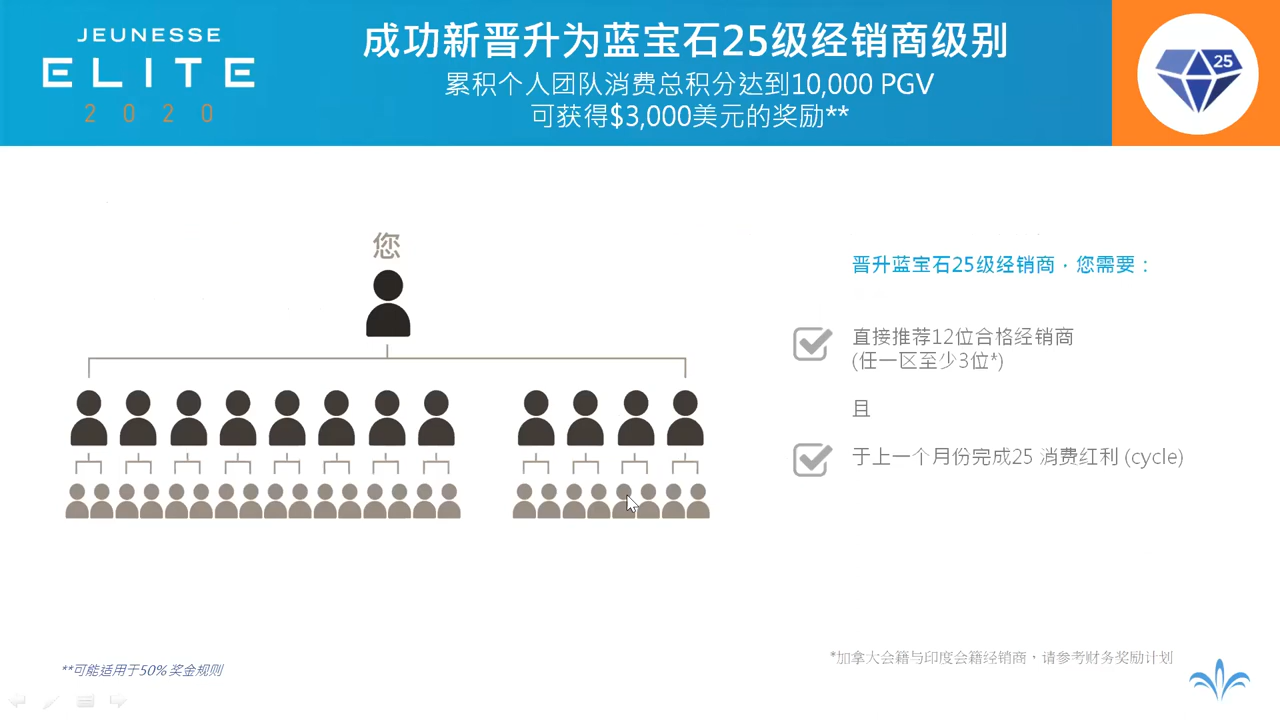 JEUNESSE
ELITE
2020
成功新晋升为蓝宝石25级经销商级别
累积个人团队消费总积分达到10,000 PGV
可获得$3,000美元的奖励**
25
您
晋升蓝宝石25级经销商，您需要：
直接推荐12位合格经销商
(任一区至少3位*)
且
于上一个月份完成25 消费红利 (cycle)
**可能适用于50% 奖金规则
*加拿大会籍与印度会籍经销商，请参考财务奖励计划